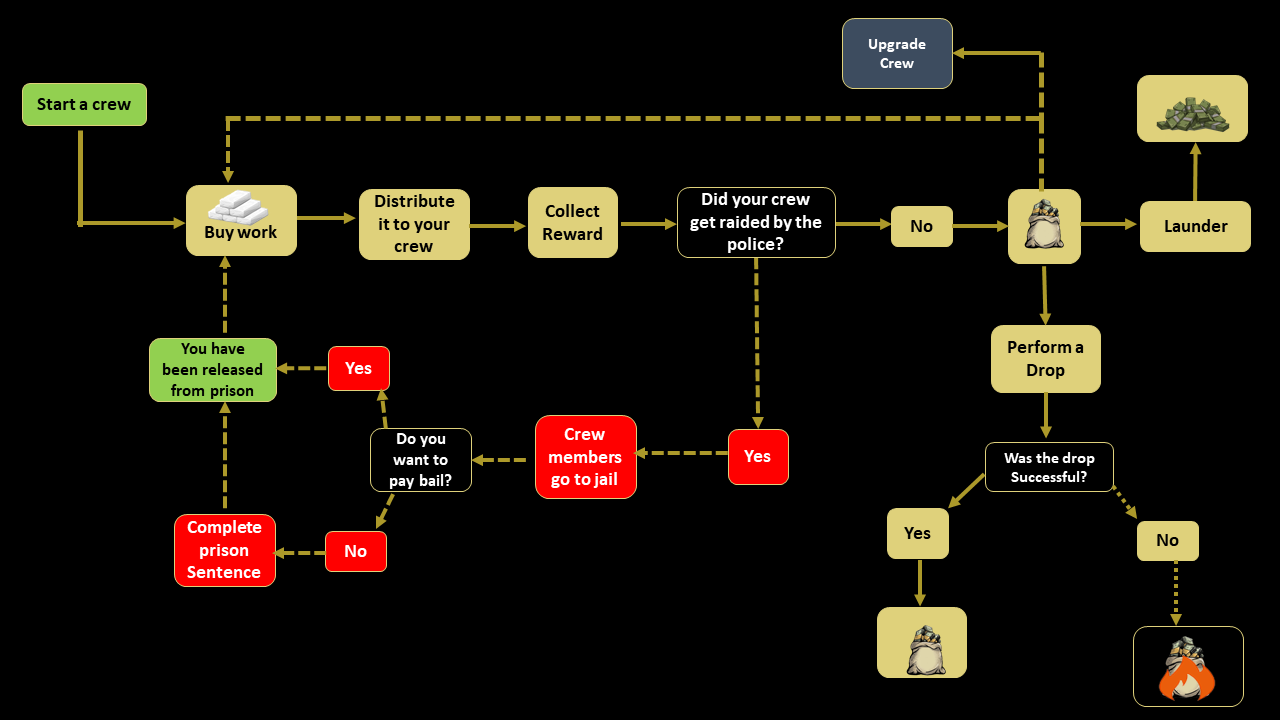 Upgrade
Crew
Start a crew
Buy work
Distribute
it to your
crew
Collect
Reward
Did your crew
get raided by the
police?
No
Launder
You have
been released
from prison
Yes
Perform a
Drop
Do you
want to
pay bail?
Crew
members
go to jail
Yes
Was the drop
Successful?
Complete
prison
Sentence
No
Yes
No